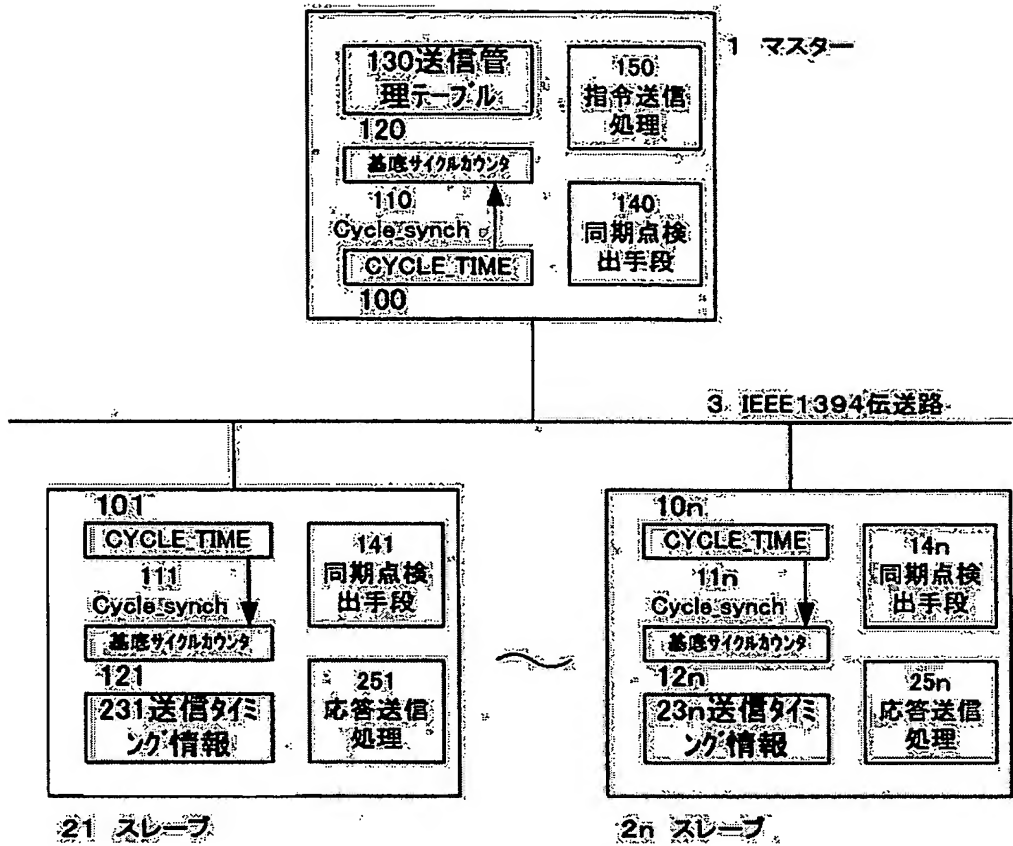 1 マスター
130送信管
理テーブル
150
指令送信
処理
120
基底サイクルカウンタ
110
Cycle_synch
CYCLE_TIME
100
140
同期点検
出手段
3 IEEE1394伝送路
101
CYCLE_TIME
111
Cycle_synch
基底サイクルカウンタ
121
231送信タイミ
ング情報
141
同期点検
出手段
251
応答送信
処理
21 スレーブ
10n
CYCLE_TIME
11n
Cycle_synch
基底サイクルカウンタ
12n
23n送信タイミ
ング情報
14n
同期点検
出手段
25n
応答送信
処理
2n スレーブ